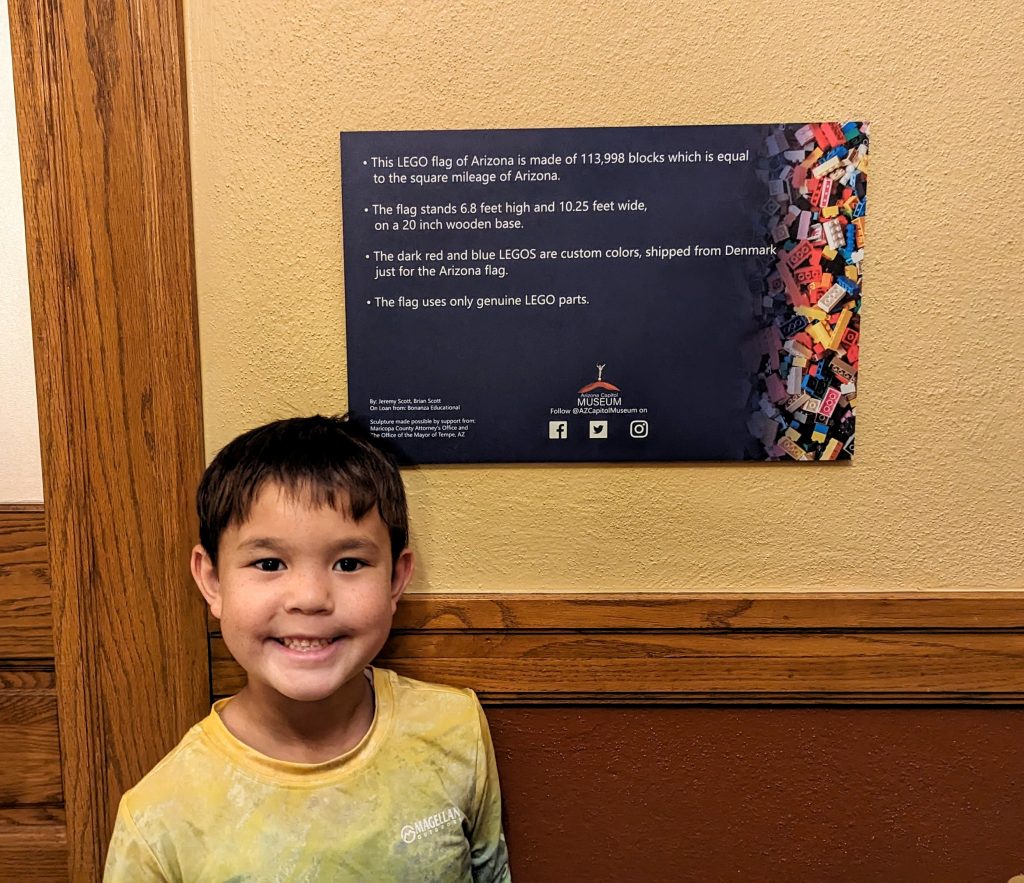 • This LEGO flag of Arizona is made of 113,998 blocks which is equal
to the square mileage of Arizona.
• The flag stands 6.8 feet high and 10.25 feet wide,
on a 20 inch wooden base.
• The dark red and blue LEGOS are custom colors, shipped from Denmark
just for the Arizona flag.
• The flag uses only genuine LEGO parts.
By: Jeremy Scott, Brian Scott
On Loan from: Bonanza Educational
Sculpture made possible by support from:
Maricopa County Attorney's Office and
The Office of the Mayor of Tempe, AZ
Arizona Capitol
MUSEUM
Follow @AZCapitolMuseum on
MAGELLAN
OUTDOORS